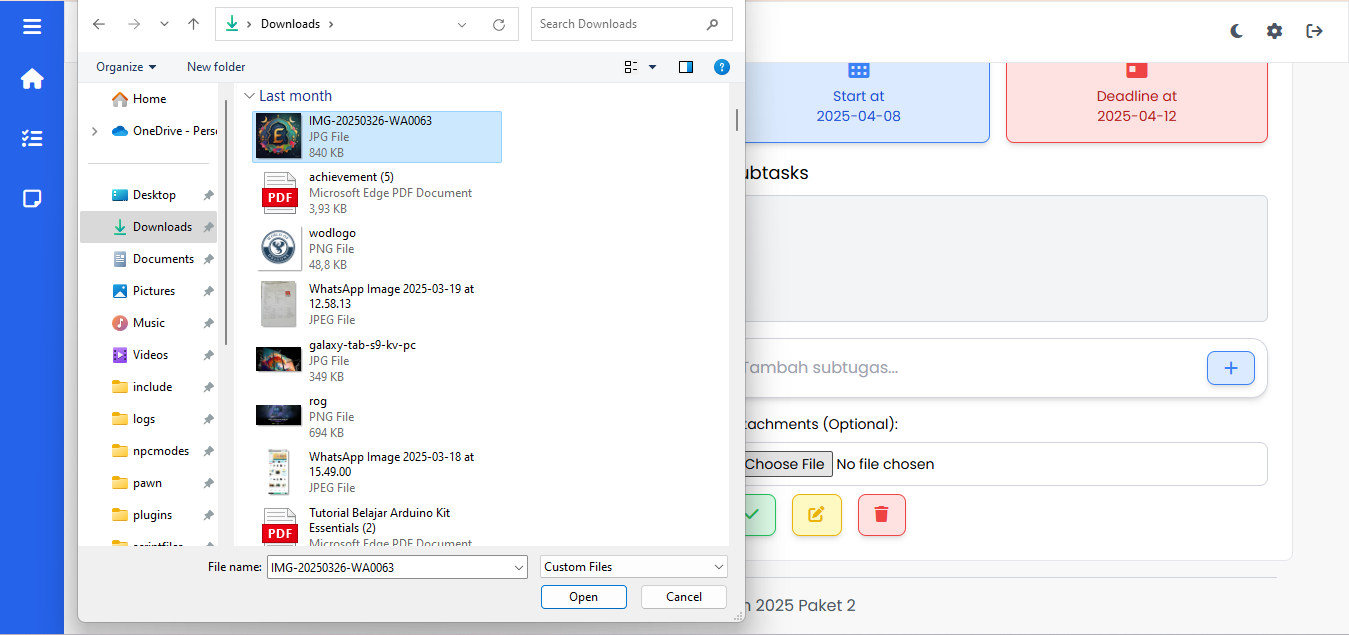 Downloads
Search Downloads
Organize
New folder
Home
OneDrive - Pers
Desktop
Downloads
Documents
Pictures
Music
Videos
include
logs
npcmodes
pawn
plugins
Last month
IMG-20250326-WA0063
JPG File
840 KB
achievement (5)
Microsoft Edge PDF Document
3,93 KB
PDF
wodlogo
PNG File
48,8 KB
WhatsApp Image 2025-03-19 at
12.58.13
JPEG File
galaxy-tab-s9-kv-pc
JPG File
349 KB
rog
PNG File
694 KB
WhatsApp Image 2025-03-18 at
15.49.00
JPEG File
Tutorial Belajar Arduino Kit
Essentials (2)
Microsoft Edge PDF Document
PDF
File name:
IMG-20250326-WA0063
Custom Files
Open
Cancel
Start at
2025-04-08
Deadline at
2025-04-12
ubtasks
Tambah subtugas...
tachments (Optional):
Choose File No file chosen
n 2025 Paket 2